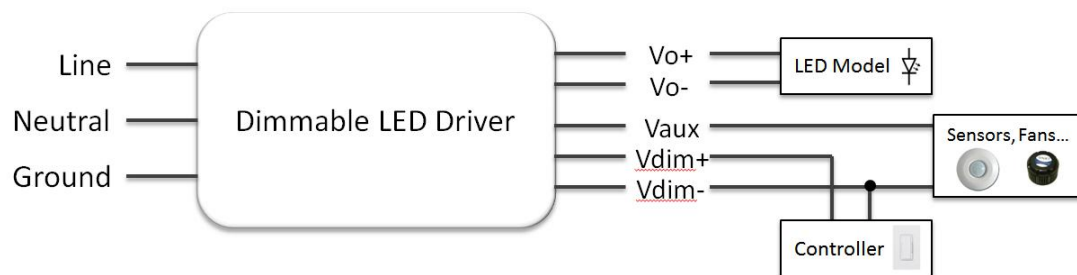 Line
Neutral
Ground
Dimmable LED Driver
Vo+
Vo-
Vaux
Vdim+
Vdim-
LED Model
Sensors, Fans...
Controller